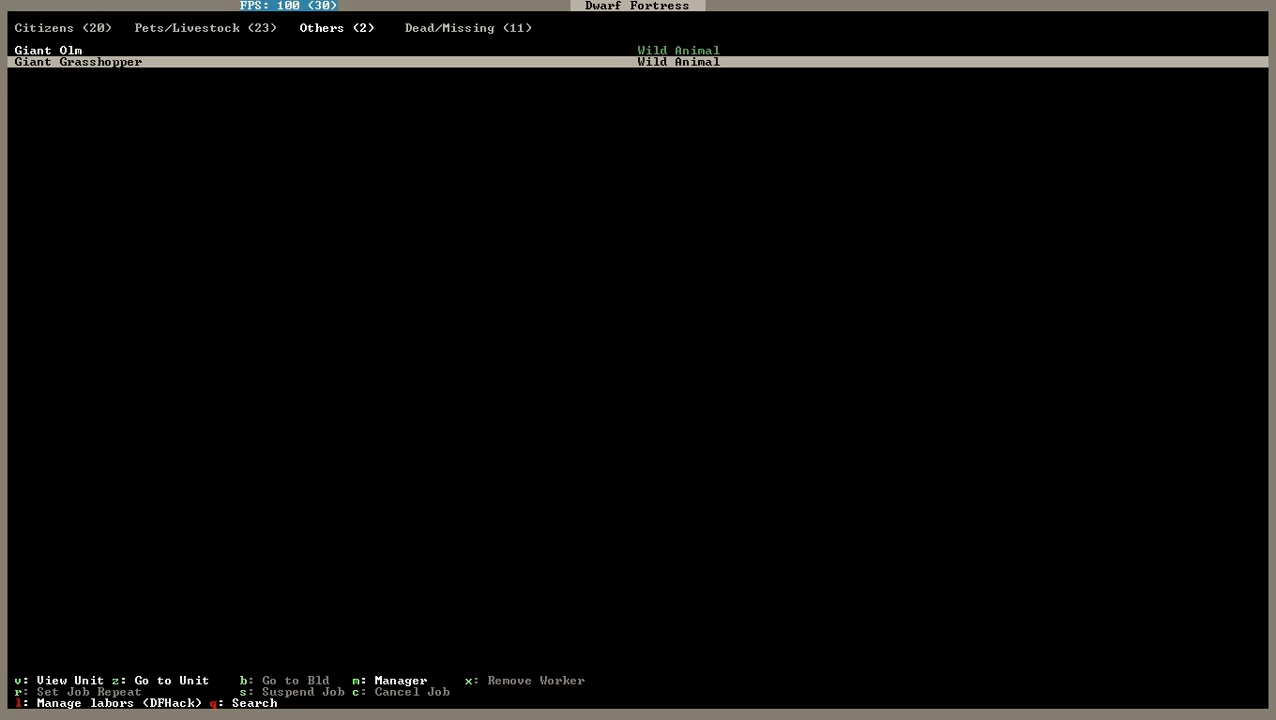 FPS: 100 (30) Dwarf Fortress
Citizens (20) Pets/Livestock (23) Others (2) Dead/Missing (11)
Giant Olm Wild Animal
Giant Grasshopper Wild Animal
v: View Unit z: Go to Unit b: Go to Bld m: Manager x: Remove Worker
r: Set Job Repeat s: Suspend Job c: Cancel Job
l: Manage labors (DFHack) q: Search